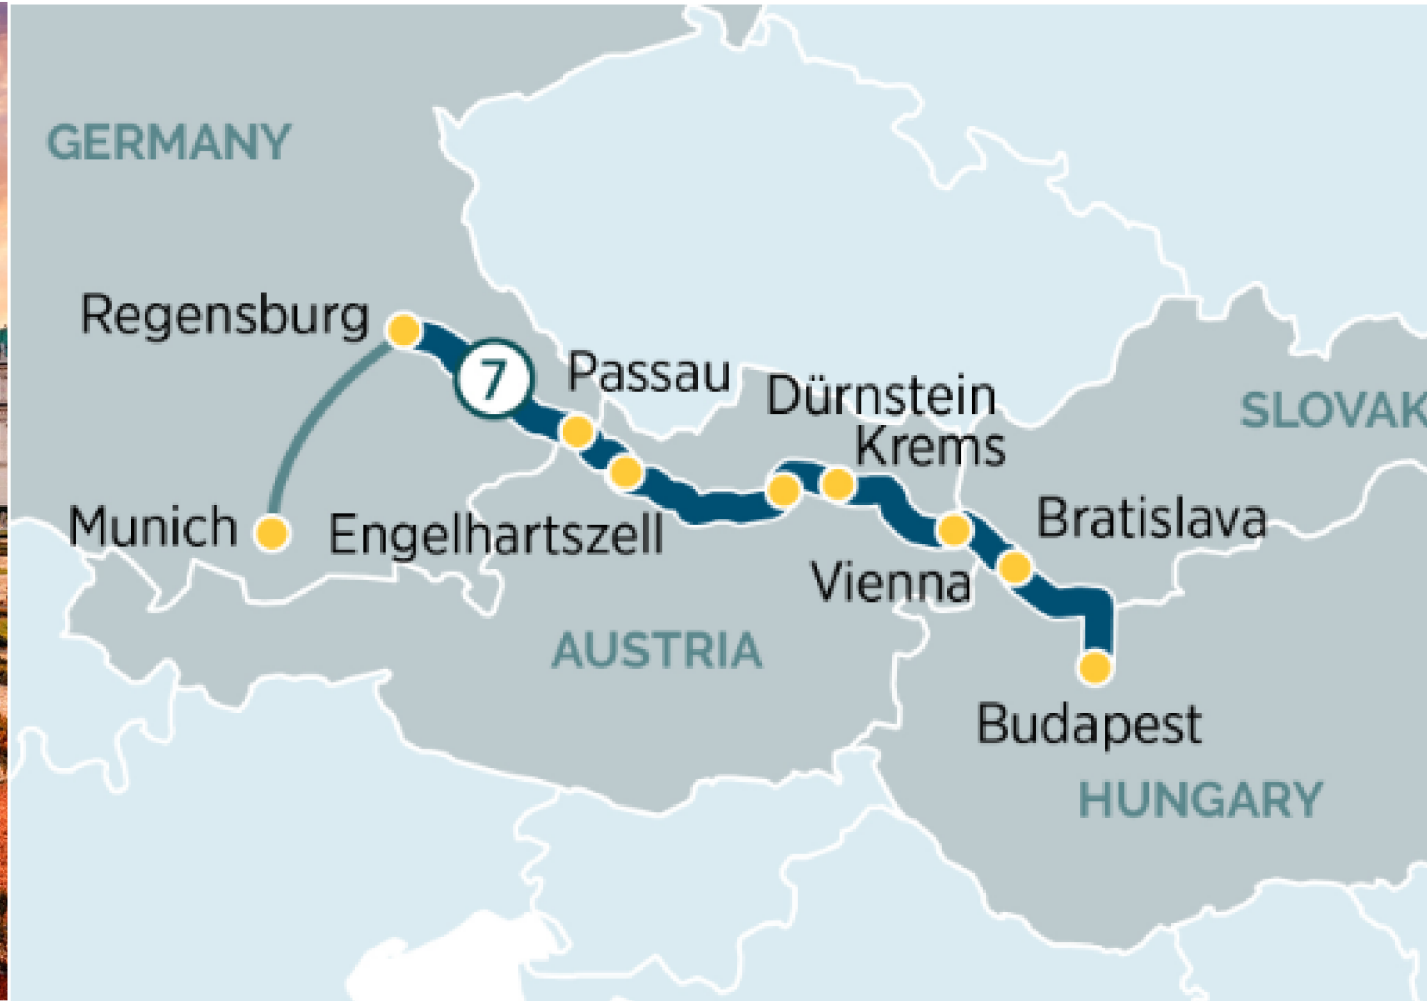 GERMANY
Regensburg
7
Passau
Dürnstein
Krems
SLOVAK
Munich
Engelhartszell
Bratislava
Vienna
AUSTRIA
Budapest
HUNGARY